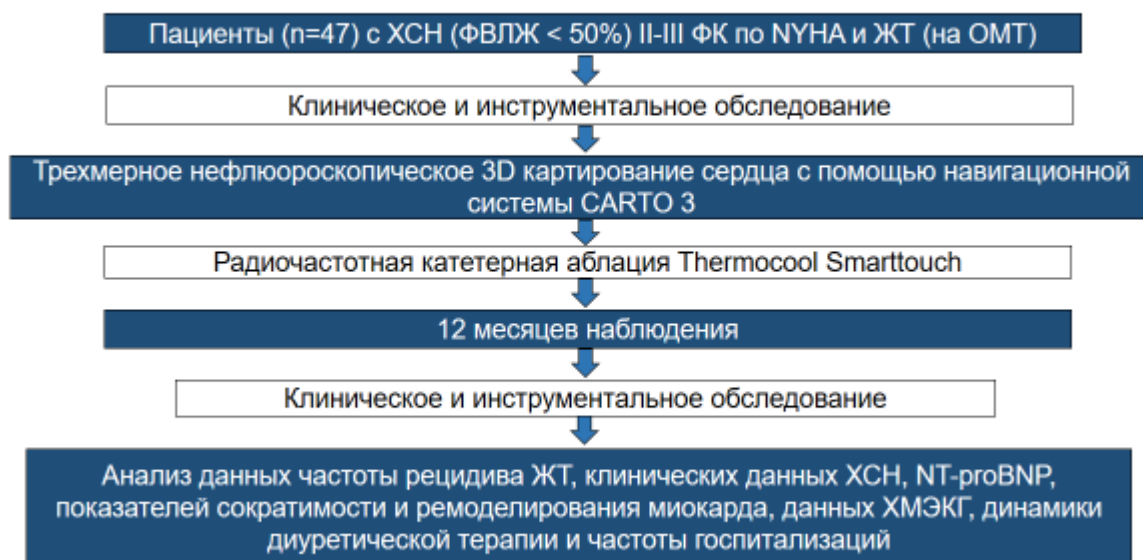 Пациенты (n=47) с ХСН (ФВЛЖ < 50%) II-III ФК по NYHA и ЖТ (на ОМТ)
Клиническое и инструментальное обследование
Трехмерное нефлюороскопическое 3D картирование сердца с помощью навигационной
системы CARTO 3
Радиочастотная катетерная аблация Thermocool Smarttouch
12 месяцев наблюдения
Клиническое и инструментальное обследование
Анализ данных частоты рецидива ЖТ, клинических данных ХСН, NT-proBNP,
показателей сократимости и ремоделирования миокарда, данных ХМЭКГ, динамики
диуретической терапии и частоты госпитализаций